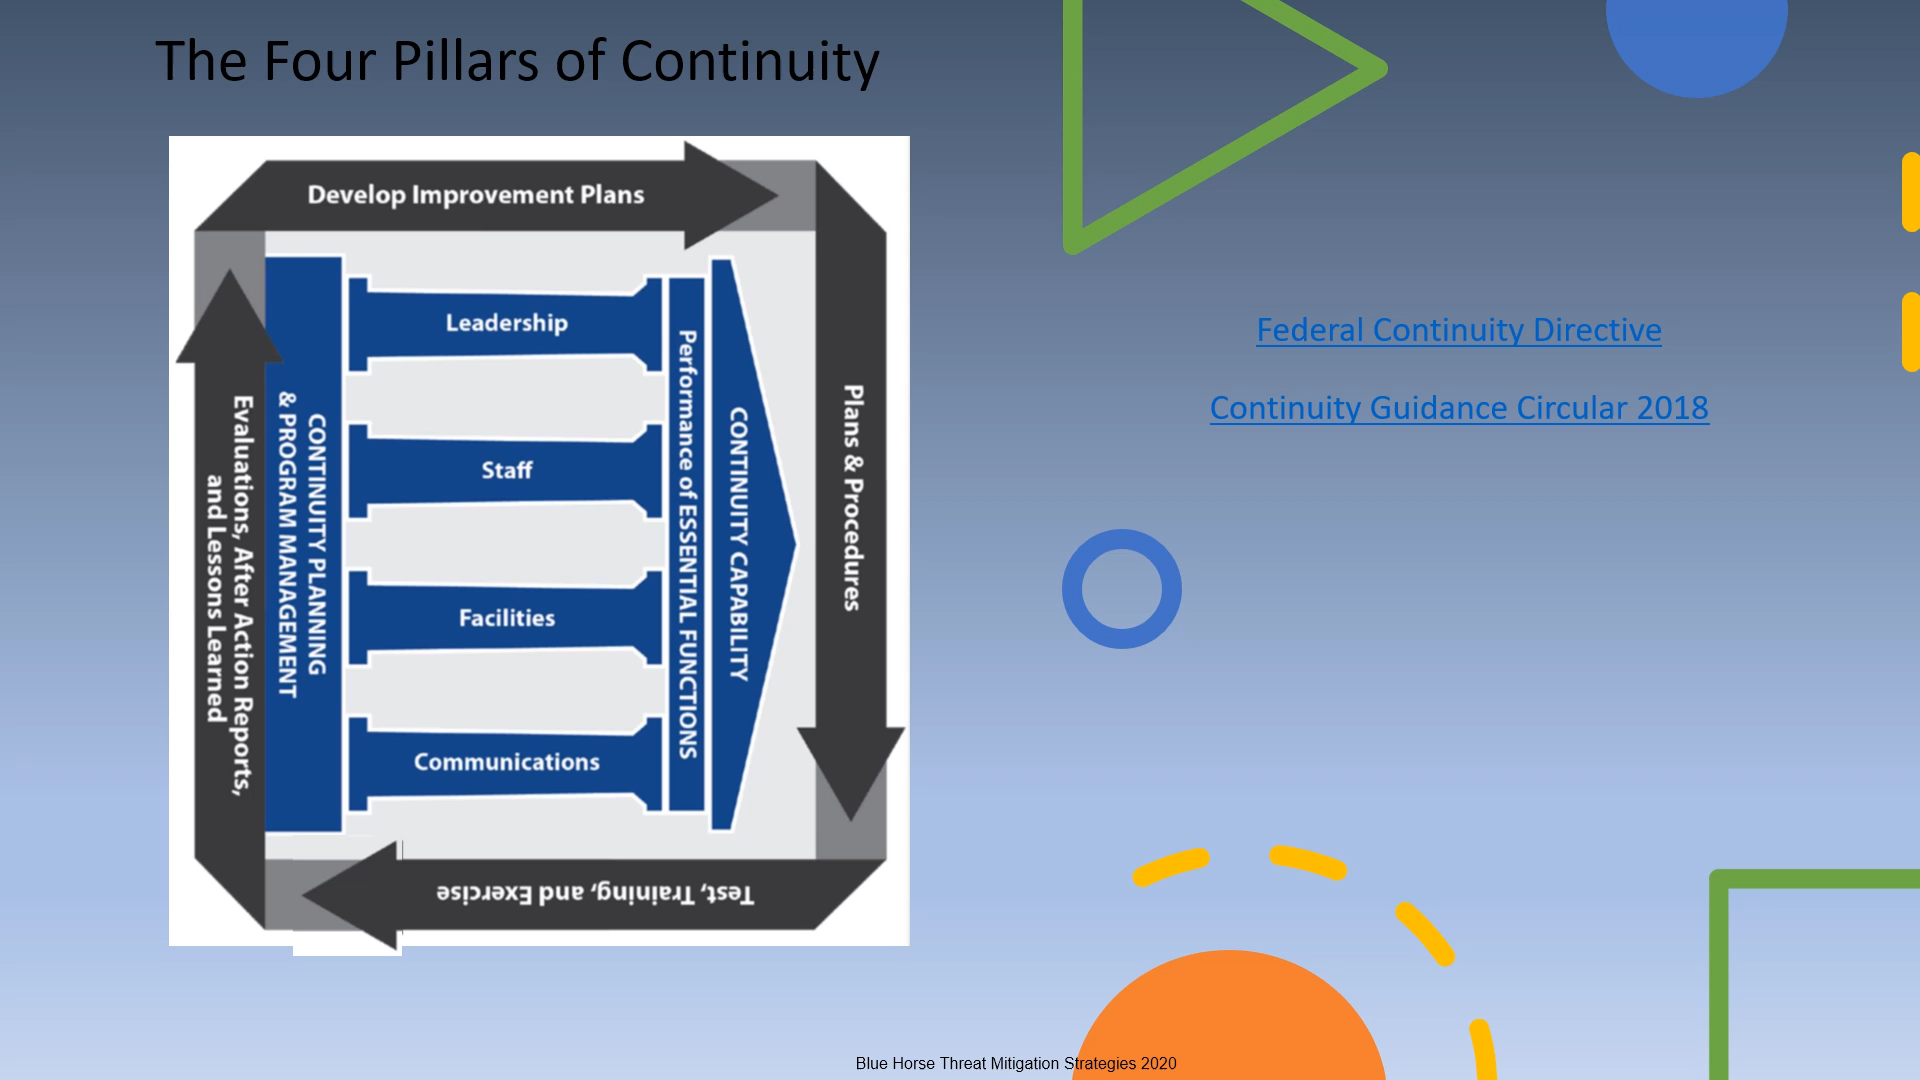 The Four Pillars of Continuity
Develop Improvement Plans
Evaluations, After Action Reports,
and Lessons Learned
CONTINUITY PLANNING
& PROGRAM MANAGEMENT
Leadership
Staff
Facilities
Communications
Performance of ESSENTIAL FUNCTIONS
CONTINUITY CAPABILITY
Plans & Procedures
Test, Training, and Exercise
Federal Continuity Directive
Continuity Guidance Circular 2018
Blue Horse Threat Mitigation Strategies 2020